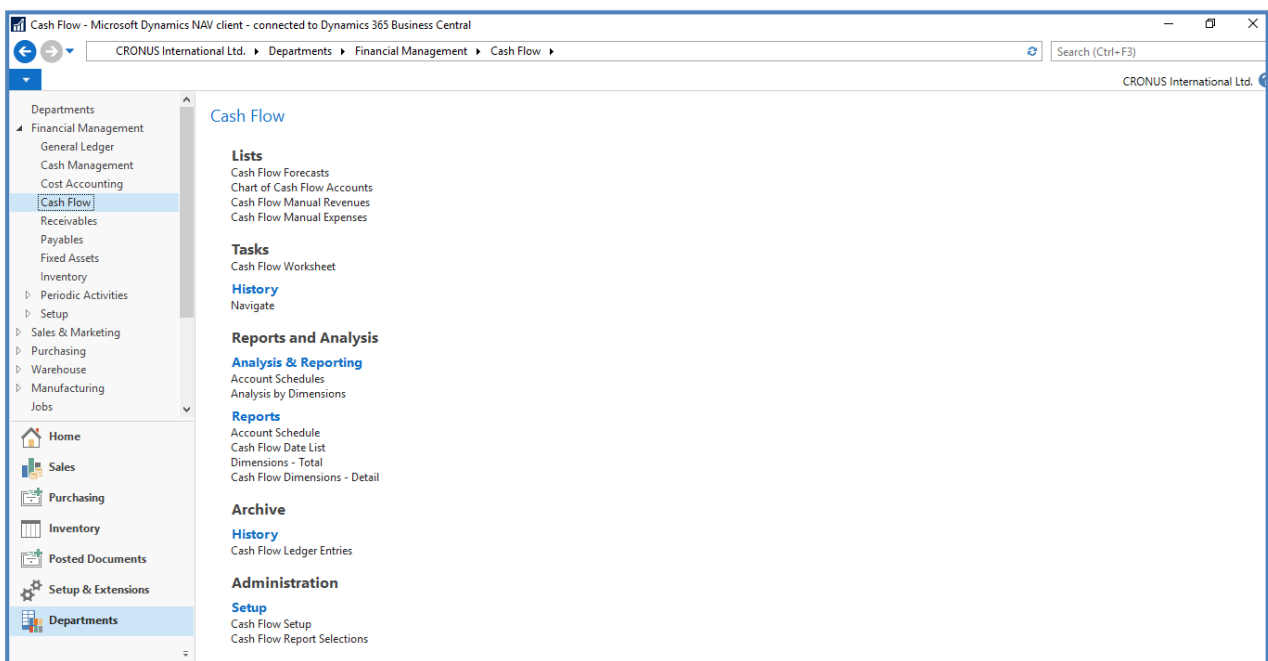 Cash Flow - Microsoft Dynamics NAV client - connected to Dynamics 365 Business Central
CRONUS International Ltd. Departments Financial Management Cash Flow
Search (Ctrl+F3)
CRONUS International Ltd.
Departments
Financial Management
General Ledger
Cash Management
Cost Accounting
Cash Flow
Receivables
Payables
Fixed Assets
Inventory
Periodic Activities
Setup
Sales & Marketing
Purchasing
Warehouse
Manufacturing
Jobs
Home
Sales
Purchasing
Inventory
Posted Documents
Setup & Extensions
Departments
Cash Flow
Lists
Cash Flow Forecasts
Chart of Cash Flow Accounts
Cash Flow Manual Revenues
Cash Flow Manual Expenses
Tasks
Cash Flow Worksheet
History
Navigate
Reports and Analysis
Analysis & Reporting
Account Schedules
Analysis by Dimensions
Reports
Account Schedule
Cash Flow Date List
Dimensions - Total
Cash Flow Dimensions - Detail
Archive
History
Cash Flow Ledger Entries
Administration
Setup
Cash Flow Setup
Cash Flow Report Selections